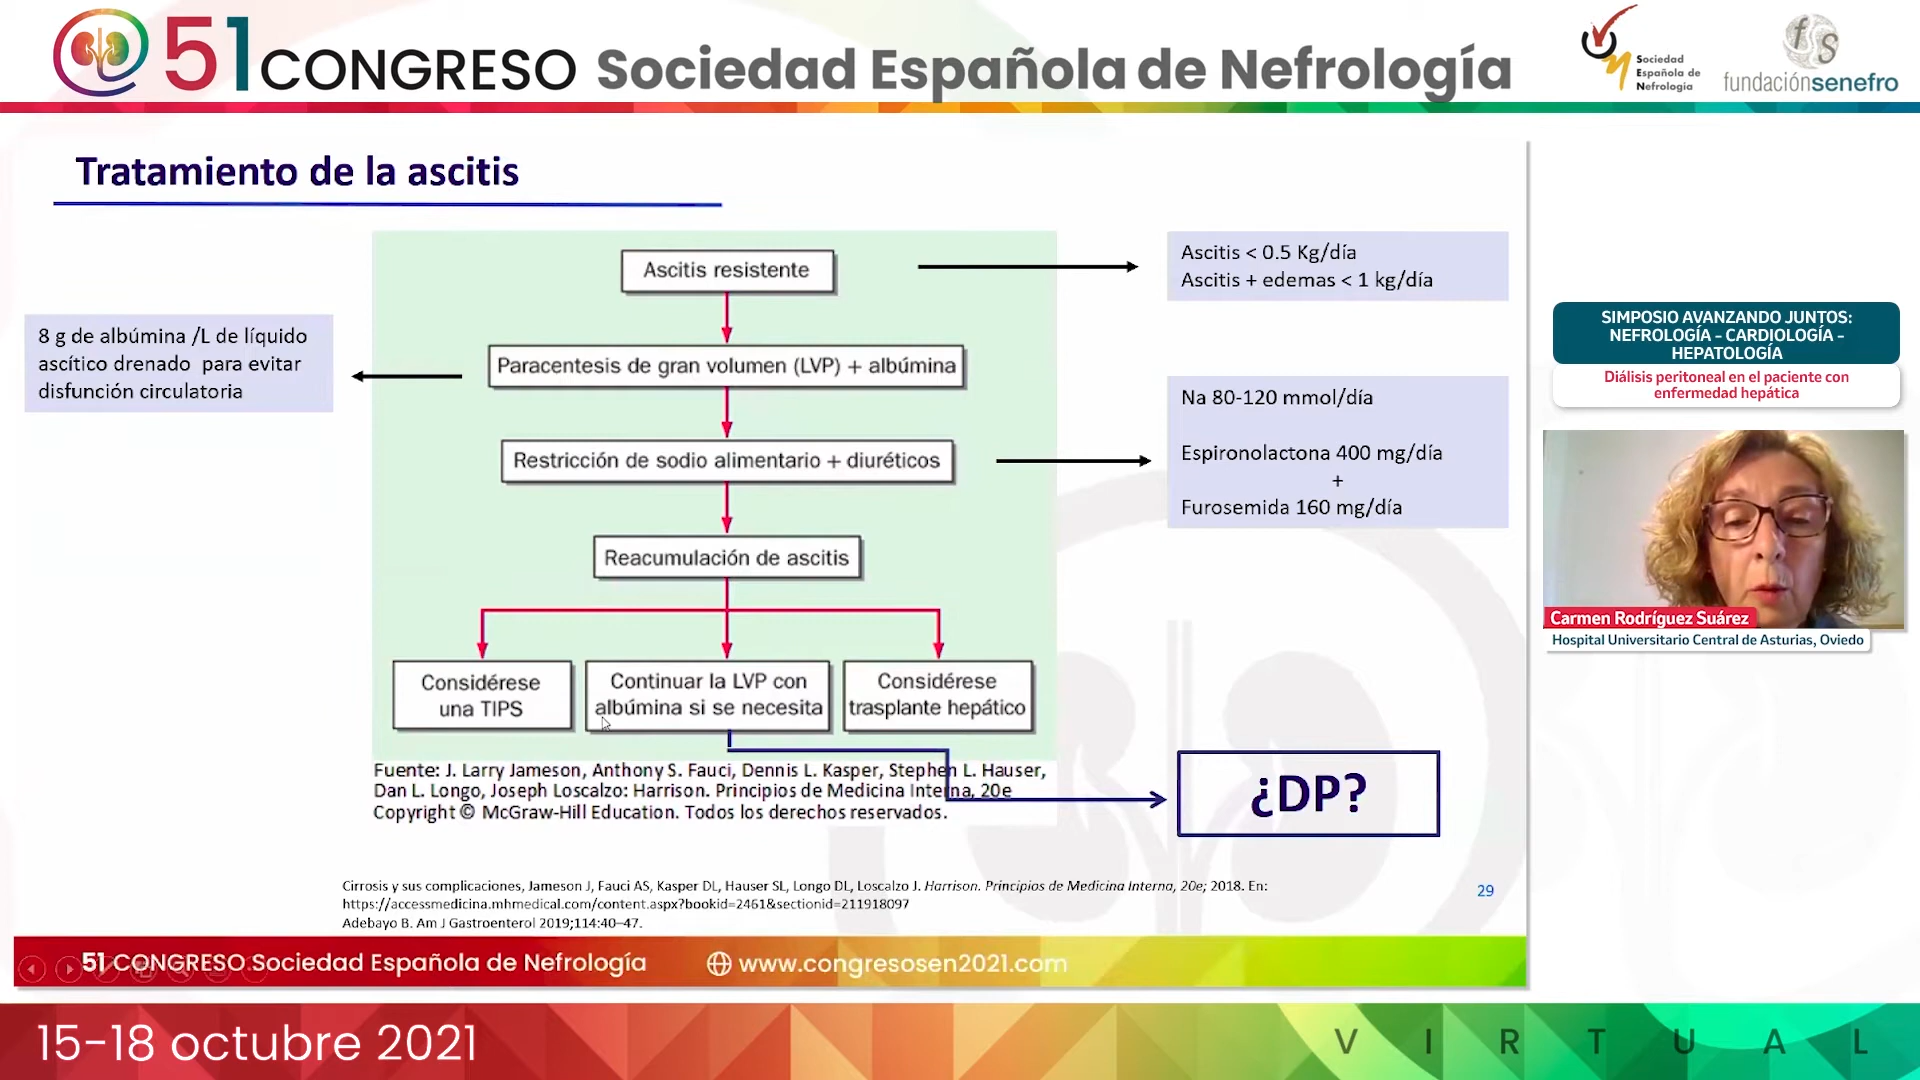 51 CONGRESO Sociedad Española de Nefrología
Sociedad
Española de
Nefrología
fs
fundaciónsenefro
Tratamiento de la ascitis
Ascitis resistente
Ascitis < 0.5 Kg/día
Ascitis + edemas < 1 kg/día
8 g de albúmina /L de líquido
ascítico drenado para evitar
disfunción circulatoria
Paracentesis de gran volumen (LVP) + albúmina
Restricción de sodio alimentario + diuréticos
Na 80-120 mmol/día
Espironolactona 400 mg/día
+
Furosemida 160 mg/día
Reacumulación de ascitis
Considérese
una TIPS
Continuar la LVP con
albúmina si se necesita
Considérese
trasplante hepático
¿DP?
Fuente: J. Larry Jameson, Anthony S. Fauci, Dennis L. Kasper, Stephen L. Hauser,
Dan L. Longo, Joseph Loscalzo: Harrison. Principios de Medicina Interna, 20e
Copyright © McGraw-Hill Education. Todos los derechos reservados.
Cirrosis y sus complicaciones, Jameson J, Fauci AS, Kasper DL, Hauser SL, Longo DL, Loscalzo J. Harrison. Principios de Medicina Interna, 20e; 2018. En:
https://accessmedicina.mhmedical.com/content.aspx?bookid=2461&sectionid=211918097
Adebayo B. Am J Gastroenterol 2019;114:40–47.
29
51 CONGRESO Sociedad Española de Nefrología
www.congresosen2021.com
SIMPOSIO AVANZANDO JUNTOS:
NEFROLOGÍA - CARDIOLOGÍA -
HEPATOLOGÍA
Diálisis peritoneal en el paciente con
enfermedad hepática
Carmen Rodríguez Suárez
Hospital Universitario Central de Asturias, Oviedo
15-18 octubre 2021
VIRTUAL